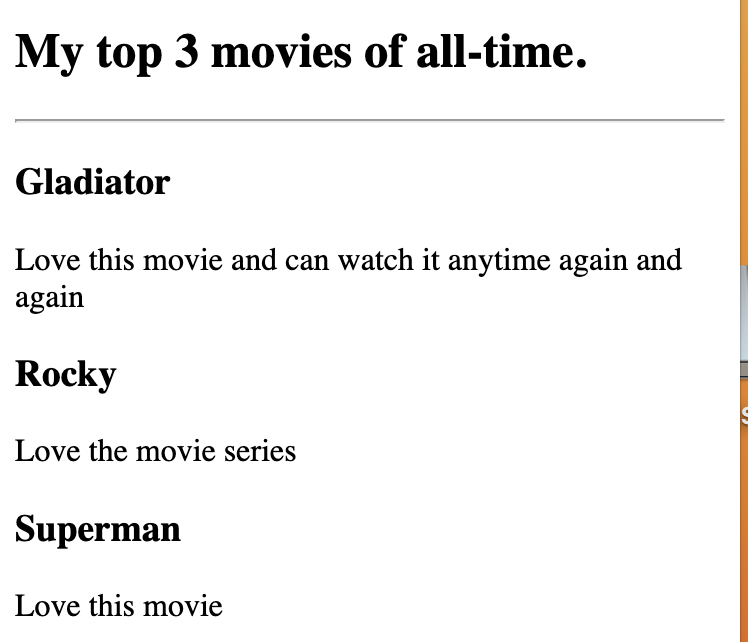 My top 3 movies of all-time.
Gladiator
Love this movie and can watch it anytime again and
again
Rocky
Love the movie series
Superman
Love this movie